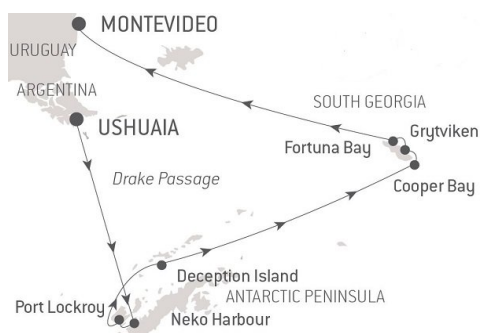 MONTEVIDEO
URUGUAY
ARGENTINA
SOUTH GEORGIA
USHUAIA
Grytviken
Fortuna Bay
Drake Passage
Cooper Bay
Deception Island
ANTARCTIC PENINSULA
Port Lockroy
Neko Harbour